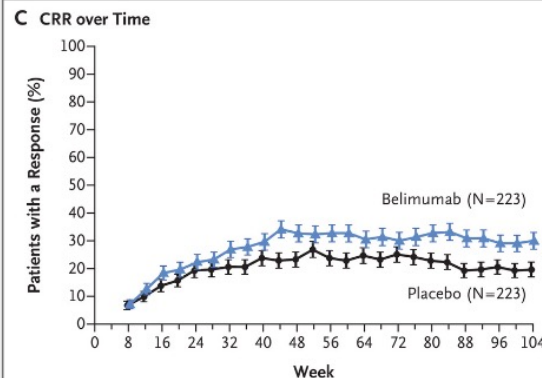 C CRR over Time
Patients with a Response (%)
100
90
80
70
60
50
40
30
20
10
0
Belimumab (N=223)
Placebo (N=223)
0 8 16 24 32 40 48 56 64 72 80 88 96 104
Week